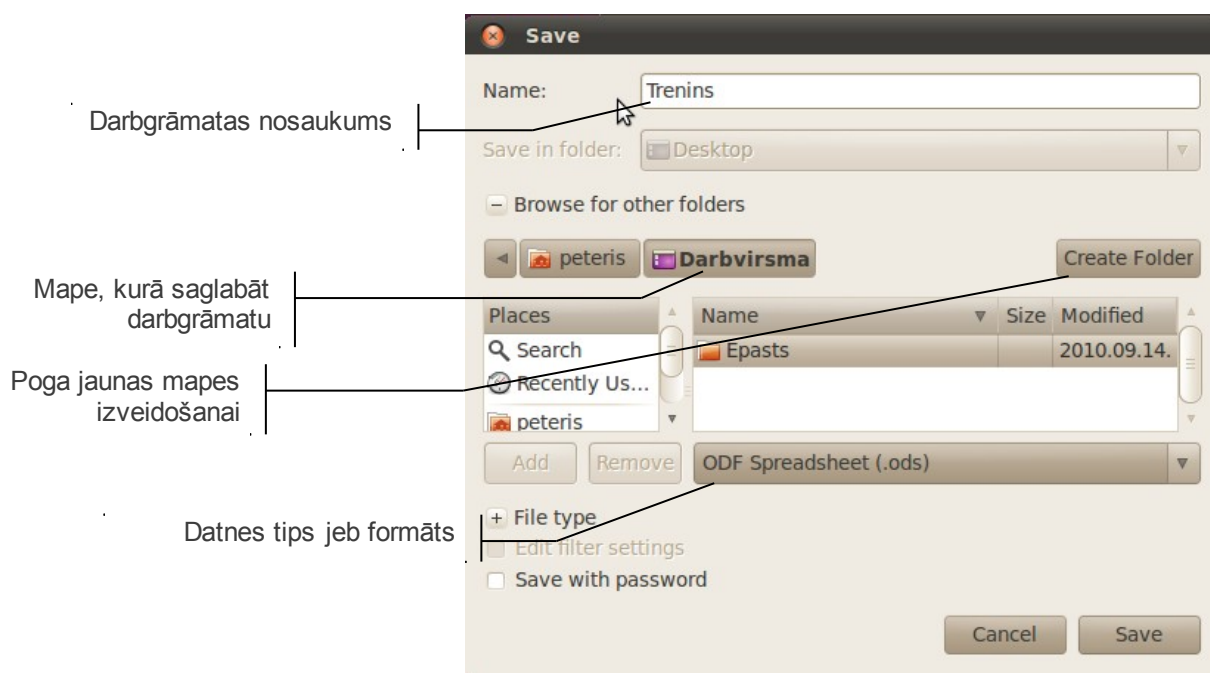 Save
Name: Trenins
Darbgrāmatas nosaukums
Save in folder: Desktop
Browse for other folders
peteris Darbvirsma Create Folder
Mape, kurā saglabāt
darbgrāmatu
Places Name Size Modified
Search Epasts 2010.09.14.
Recently Us...
Poga jaunas mapes
izveidošanai
peteris
Add Remove ODF Spreadsheet (.ods)
File type
Datnes tips jeb formāts
Edit filter settings
Save with password
Cancel Save